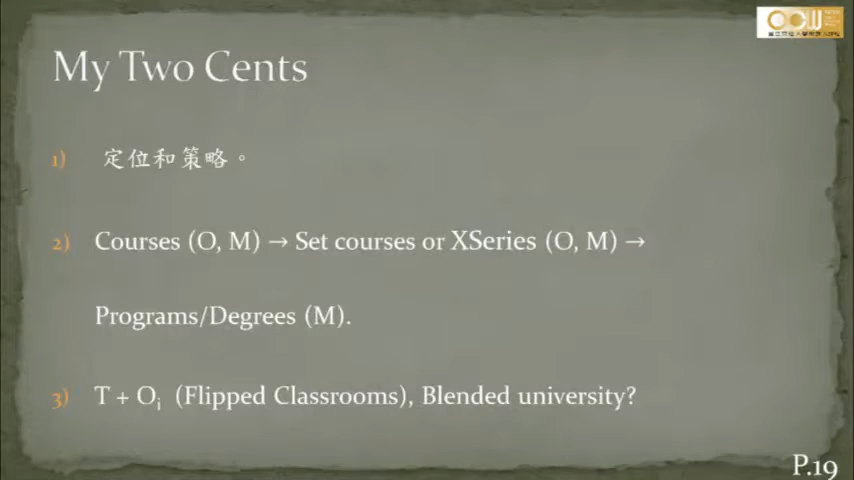 OCW
My Two Cents
1) 定位和策略。
2) Courses (O, M) → Set courses or XSeries (O, M) →
Programs/Degrees (M).
3) T + Oi (Flipped Classrooms), Blended university?
P.19